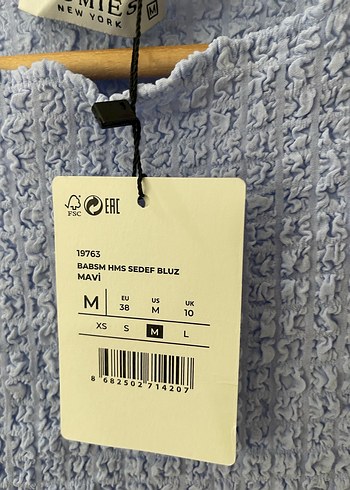 NEW YORK
M
FSC
EAC
19763
BABSM HMS SEDEF BLUZ
MAVİ
M
EU
38
US
M
UK
10
XS S M L
8 682502 714207